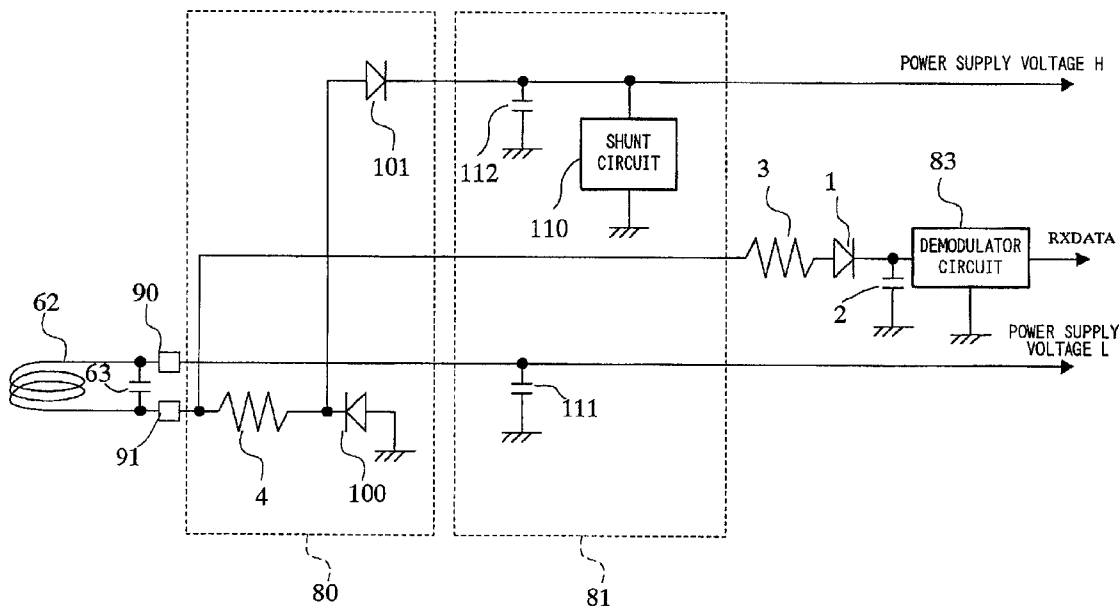 POWER SUPPLY VOLTAGE H
101
112
SHUNT
CIRCUIT
110
3
1
83
DEMODULATOR
CIRCUIT
RXDATA
2
62
90
63
POWER SUPPLY
VOLTAGE L
111
91
4
100
80
81